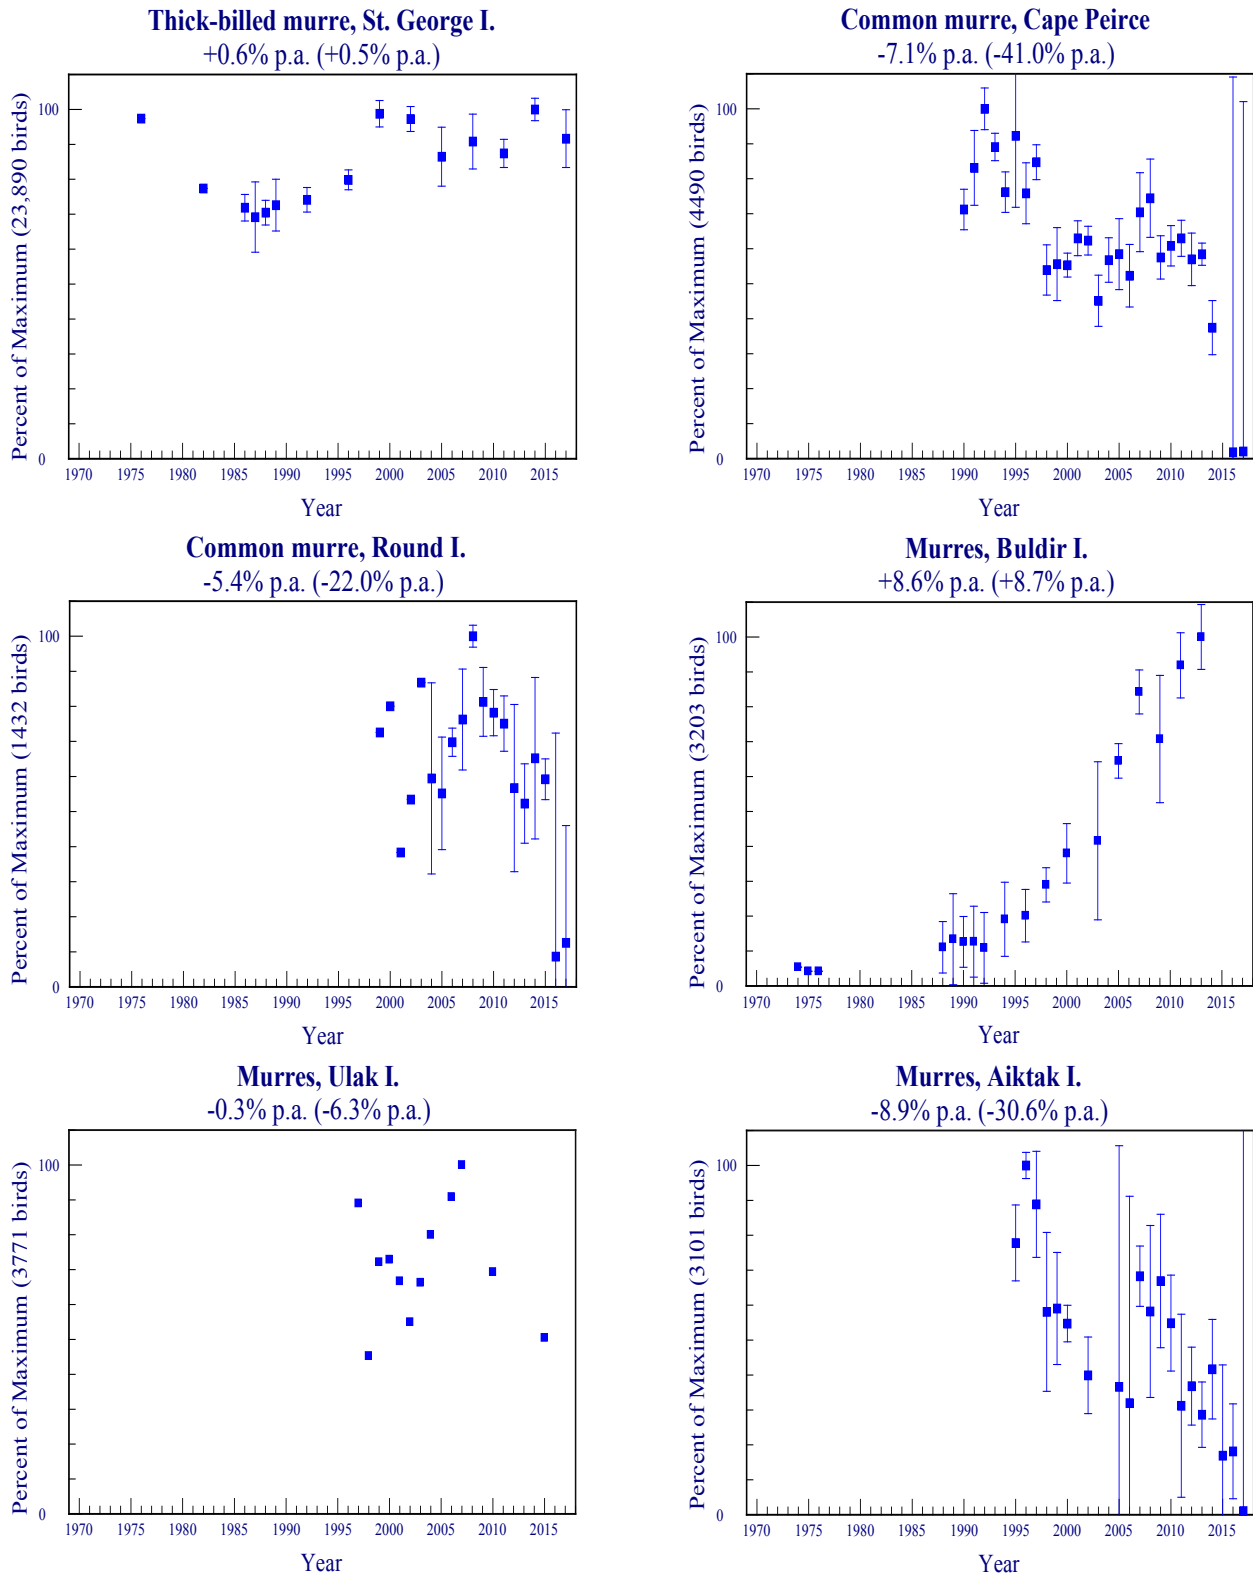 Thick-billed murre, St. George I.
+0.6% p.a. (+0.5% p.a.)
Percent of Maximum (23,890 birds)
100
0
1970 1975 1980 1985 1990 1995 2000 2005 2010 2015
Year
Common murre, Cape Peirce
-7.1% p.a. (-41.0% p.a.)
Percent of Maximum (4490 birds)
100
0
1970 1975 1980 1985 1990 1995 2000 2005 2010 2015
Year
Common murre, Round I.
-5.4% p.a. (-22.0% p.a.)
Percent of Maximum (1432 birds)
100
0
1970 1975 1980 1985 1990 1995 2000 2005 2010 2015
Year
Murres, Buldir I.
+8.6% p.a. (+8.7% p.a.)
Percent of Maximum (3203 birds)
100
0
1970 1975 1980 1985 1990 1995 2000 2005 2010 2015
Year
Murres, Ulak I.
-0.3% p.a. (-6.3% p.a.)
Percent of Maximum (3771 birds)
100
0
1970 1975 1980 1985 1990 1995 2000 2005 2010 2015
Year
Murres, Aiktak I.
-8.9% p.a. (-30.6% p.a.)
Percent of Maximum (3101 birds)
100
0
1970 1975 1980 1985 1990 1995 2000 2005 2010 2015
Year